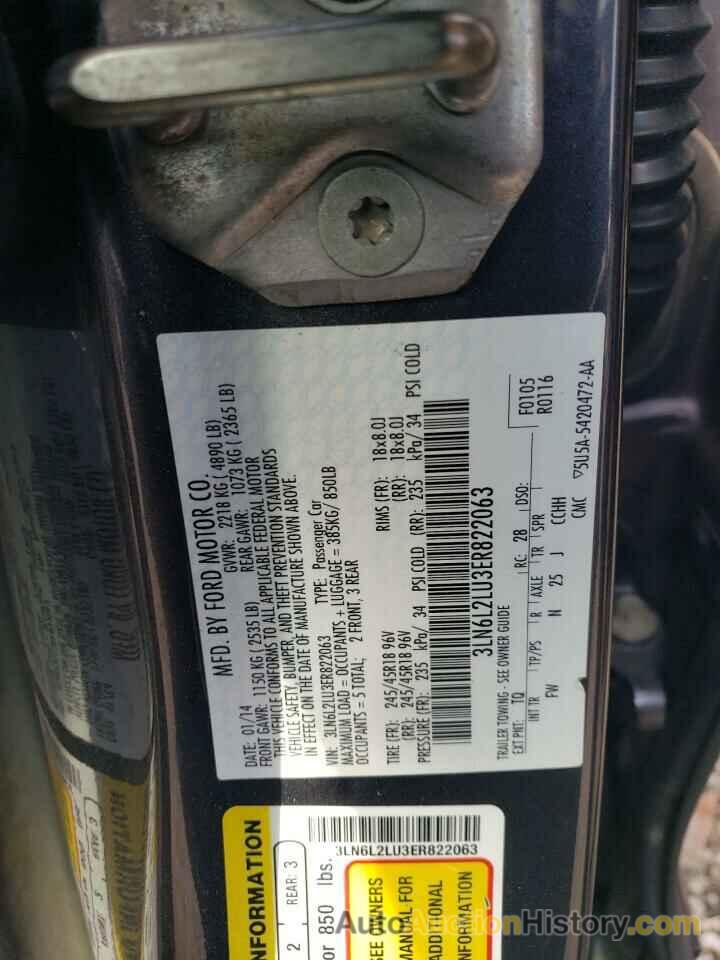 MFD. BY FORD MOTOR CO.
DATE: 01/14 GVWR: 2218 KG ( 4890 LB)
FRONT GAWR: 1150 KG ( 2535 LB) REAR GAWR: 1073 KG ( 2365 LB)
THIS VEHICLE CONFORMS TO ALL APPLICABLE FEDERAL MOTOR
VEHICLE SAFETY, BUMPER, AND THEFT PREVENTION STANDARDS
IN EFFECT ON THE DATE OF MANUFACTURE SHOWN ABOVE.
VIN: 3LN6L2LU3ER822063 TYPE: Passenger Car
MAXIMUM LOAD = OCCUPANTS + LUGGAGE = 385KG/ 850LB
OCCUPANTS = 5 TOTAL; 2 FRONT, 3 REAR
TIRE (FR): 245/45R18 96V RIMS (FR): 18x8.0J
(RR): 245/45R18 96V (RR): 18x8.0J
PRESSURE (FR): 235 kPa/ 34 PSI COLD (RR): 235 kPa/ 34 PSI COLD
3LN6L2LU3ER822063
F0105
R0116
TRAILER TOWING - SEE OWNER GUIDE
EXT PNT: TQ RC: 28 DSO:
INT TR TP/PS R AXLE TR SPR
FW N 25 J CCHH
CMC ▽5U5A-5420472-AA
3LN6L2LU3ER822063
INFORMATION
2 REAR: 3
or 850 lbs.
SEE OWNERS
MANUAL FOR
ADDITIONAL
INFORMATION
AutoAuctionHistory.com